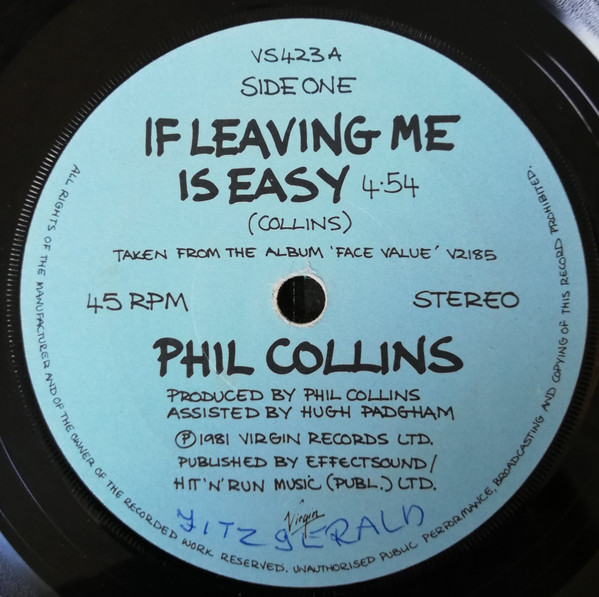 VS423A
SIDE ONE
IF LEAVING ME
IS EASY 4·54
(COLLINS)
TAKEN FROM THE ALBUM 'FACE VALUE' V2185
45 RPM STEREO
PHIL COLLINS
PRODUCED BY PHIL COLLINS
ASSISTED BY HUGH PADGHAM
℗1981 VIRGIN RECORDS LTD.
PUBLISHED BY EFFECTSOUND/
HIT'N'RUN MUSIC (PUBL.) LTD.
Virgin
FITZGERALD
ALL RIGHTS OF THE MANUFACTURER AND OF THE OWNER OF THE RECORDED WORK RESERVED. UNAUTHORISED PUBLIC PERFORMANCE, BROADCASTING AND COPYING OF THIS RECORD PROHIBITED.